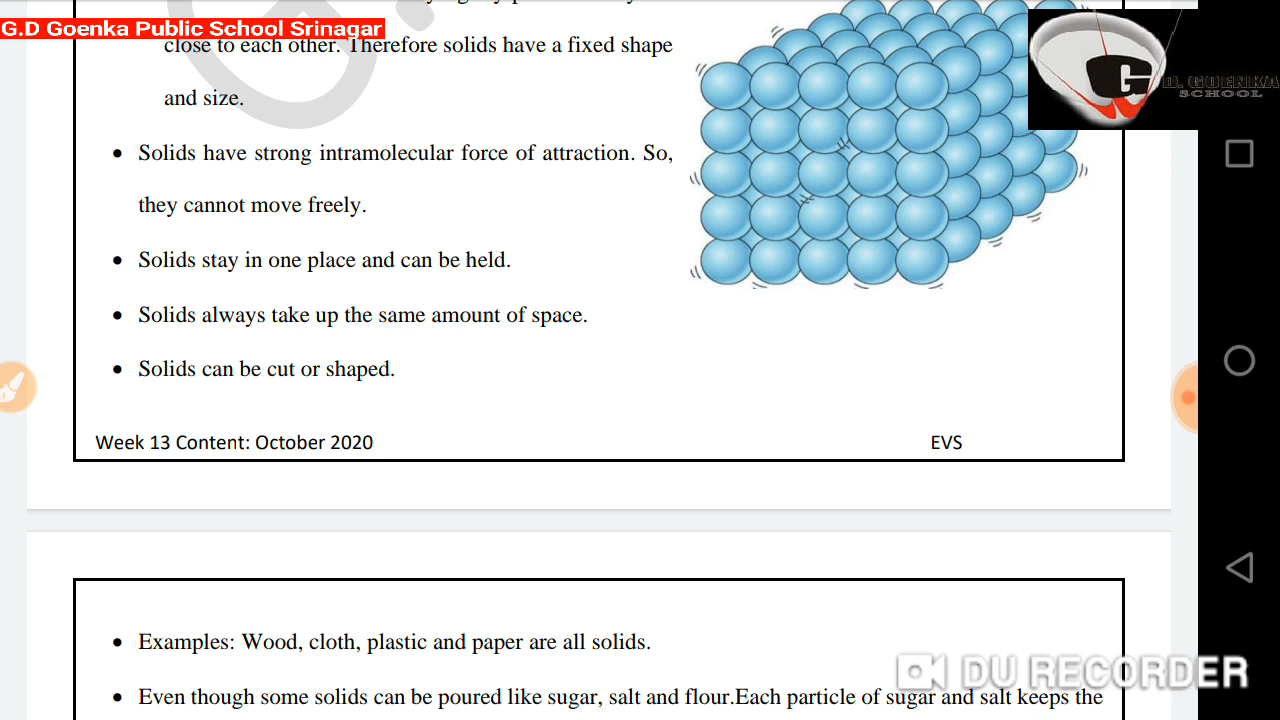 G.D Goenka Public School Srinagar
close to each other. Therefore solids have a fixed shape
and size.
• Solids have strong intramolecular force of attraction. So,
they cannot move freely.
• Solids stay in one place and can be held.
• Solids always take up the same amount of space.
• Solids can be cut or shaped.
Week 13 Content: October 2020 EVS
• Examples: Wood, cloth, plastic and paper are all solids.
• Even though some solids can be poured like sugar, salt and flour.Each particle of sugar and salt keeps the
G
D. GOENKA
SCHOOL
DU RECORDER